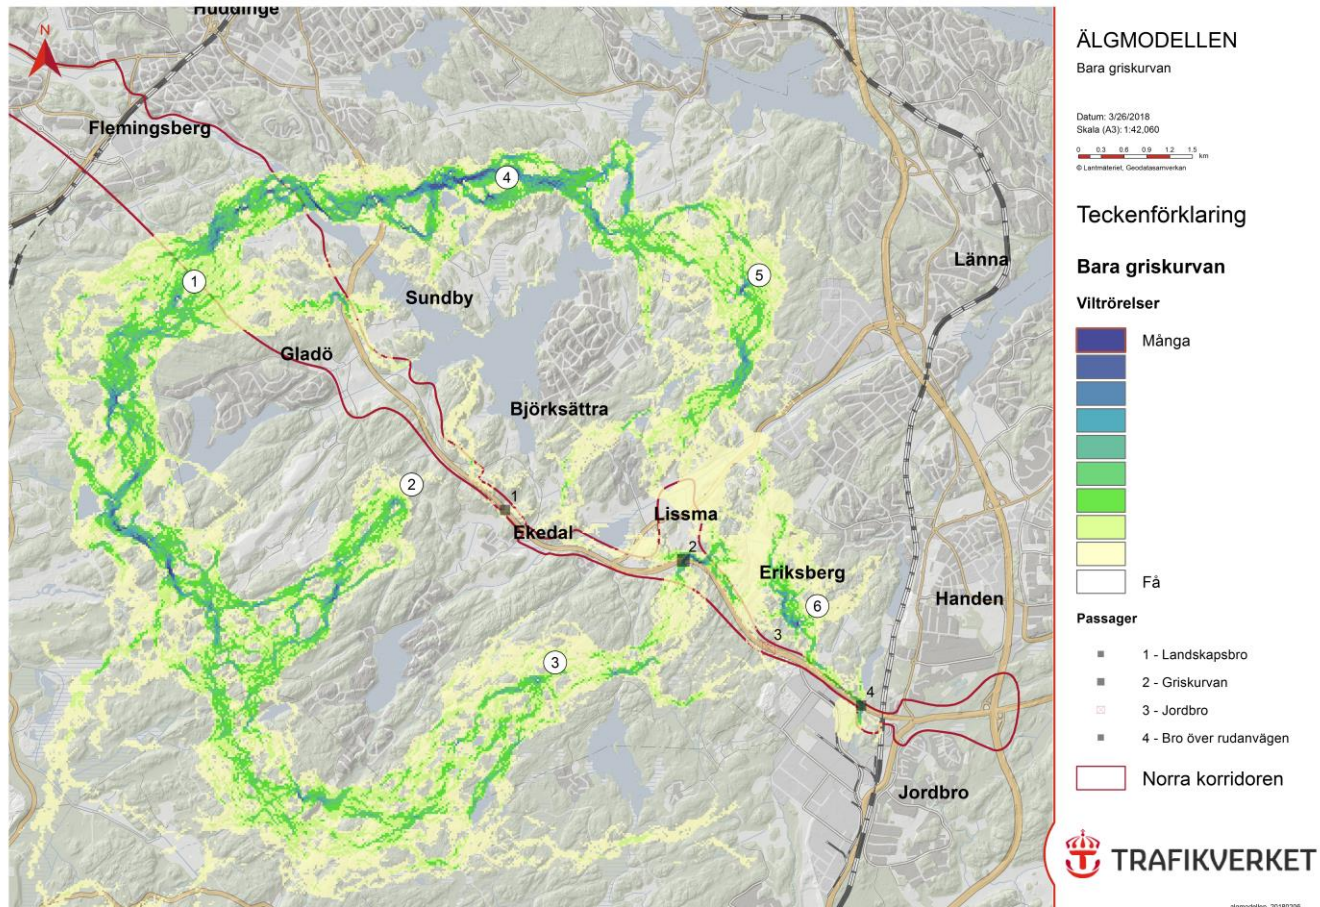 Huddinge
N
Flemingsberg
4
1
5
Sundby
Länna
Gladö
Björksättra
2
1
Ekedal
Lissma
2
Eriksberg
6
Handen
3
3
4
Jordbro
ÄLGMODELLEN
Bara griskurvan
Datum: 3/26/2018
Skala (A3): 1:42,060
0 0.3 0.6 0.9 1.2 1.5 km
© Lantmäteriet, Geodatasamverkan
Teckenförklaring
Bara griskurvan
Viltrörelser
Många
Få
Passager
1 - Landskapsbro
2 - Griskurvan
3 - Jordbro
4 - Bro över rudanvägen
Norra korridoren
TRAFIKVERKET